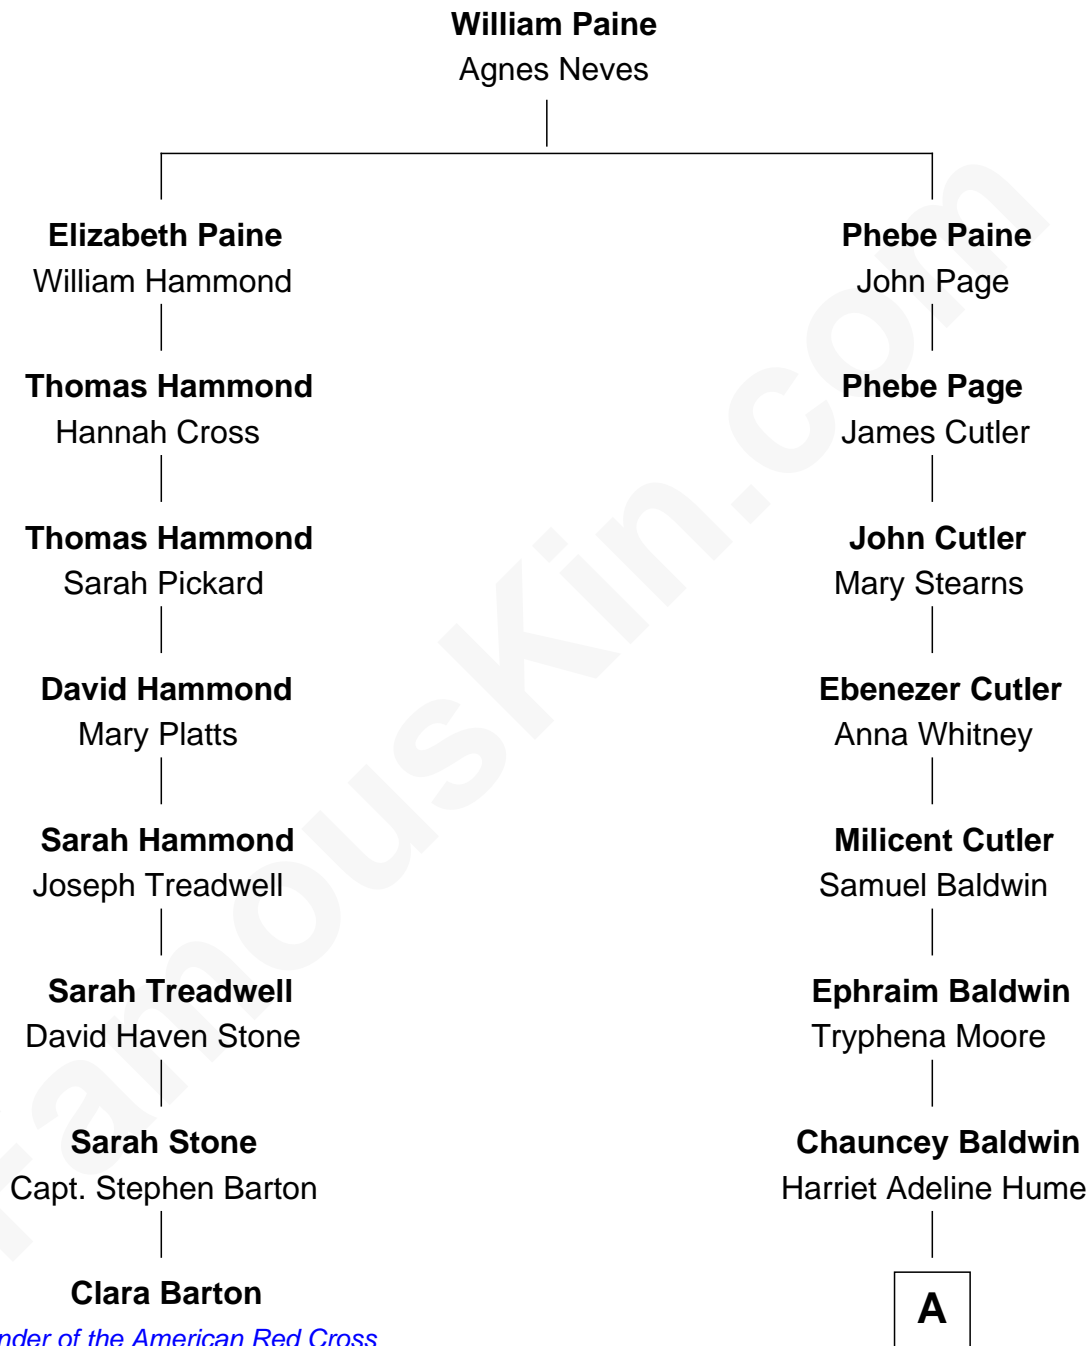 William Paine
Agnes Neves
Elizabeth Paine
William Hammond
Phebe Paine
John Page
Thomas Hammond
Hannah Cross
Phebe Page
James Cutler
Thomas Hammond
Sarah Pickard
John Cutler
Mary Stearns
David Hammond
Mary Platts
Ebenezer Cutler
Anna Whitney
Sarah Hammond
Joseph Treadwell
Milicent Cutler
Samuel Baldwin
Sarah Treadwell
David Haven Stone
Ephraim Baldwin
Tryphena Moore
Sarah Stone
Capt. Stephen Barton
Chauncey Baldwin
Harriet Adeline Hume
Clara Barton
nder of the American Red Cross
A
FamousKin.com